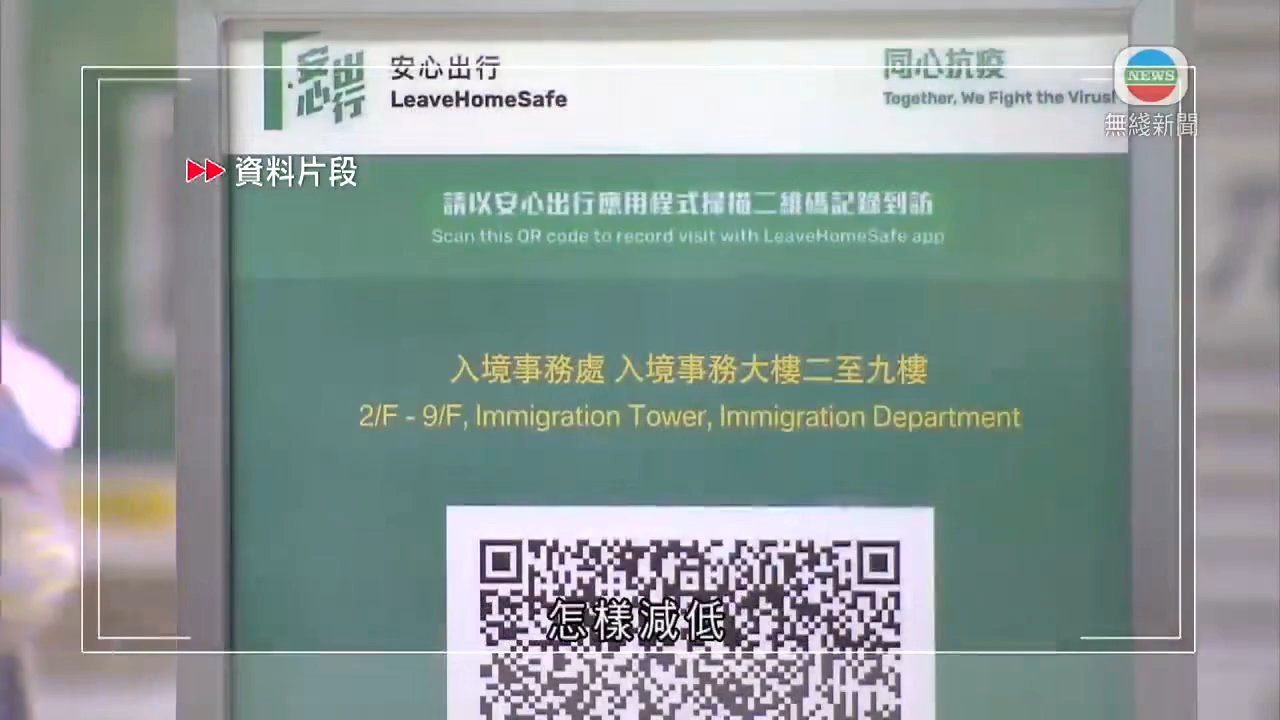 安心出行
安心出行
LeaveHomeSafe
同心抗疫
Together, We Fight the Virus!
NEWS
無綫新聞
資料片段
請以安心出行應用程式掃描二維碼記錄到訪
Scan this QR code to record visit with LeaveHomeSafe app
入境事務處 入境事務大樓二至九樓
2/F - 9/F, Immigration Tower, Immigration Department
怎樣減低